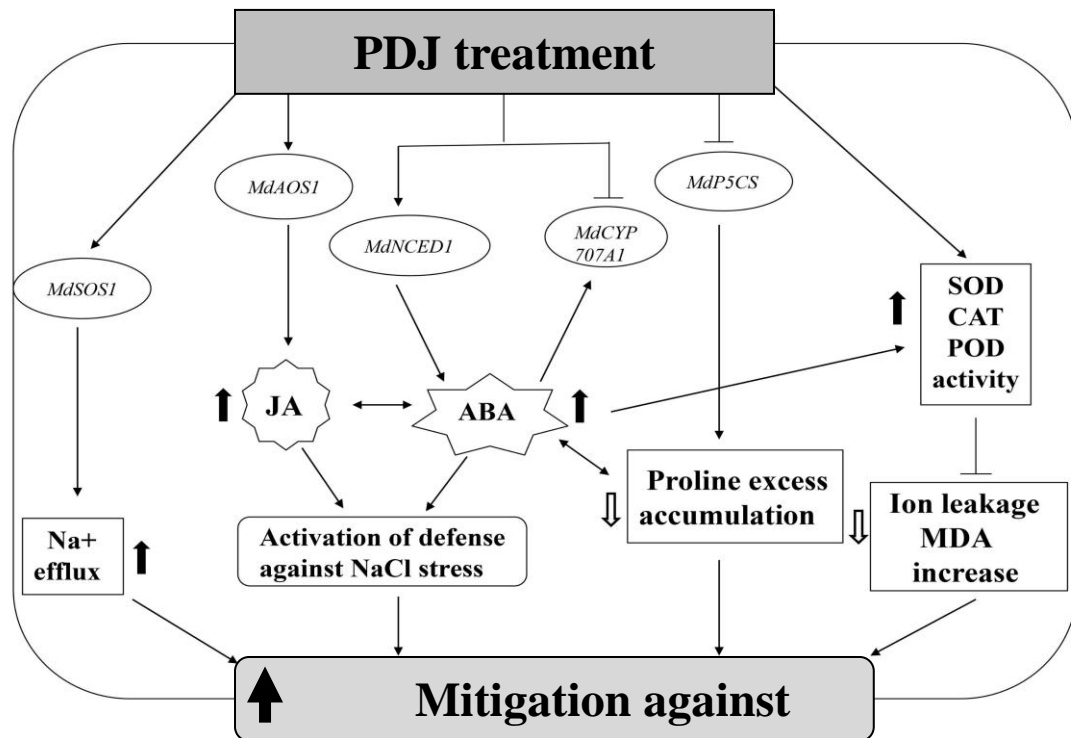 PDJ treatment
MdAOS1
MdP5CS
MdNCED1
MdCYP
707A1
MdSOS1
SOD
CAT
POD
activity
JA
ABA
Proline excess
accumulation
Ion leakage
MDA
increase
Na+
efflux
Activation of defense
against NaCl stress
Mitigation against